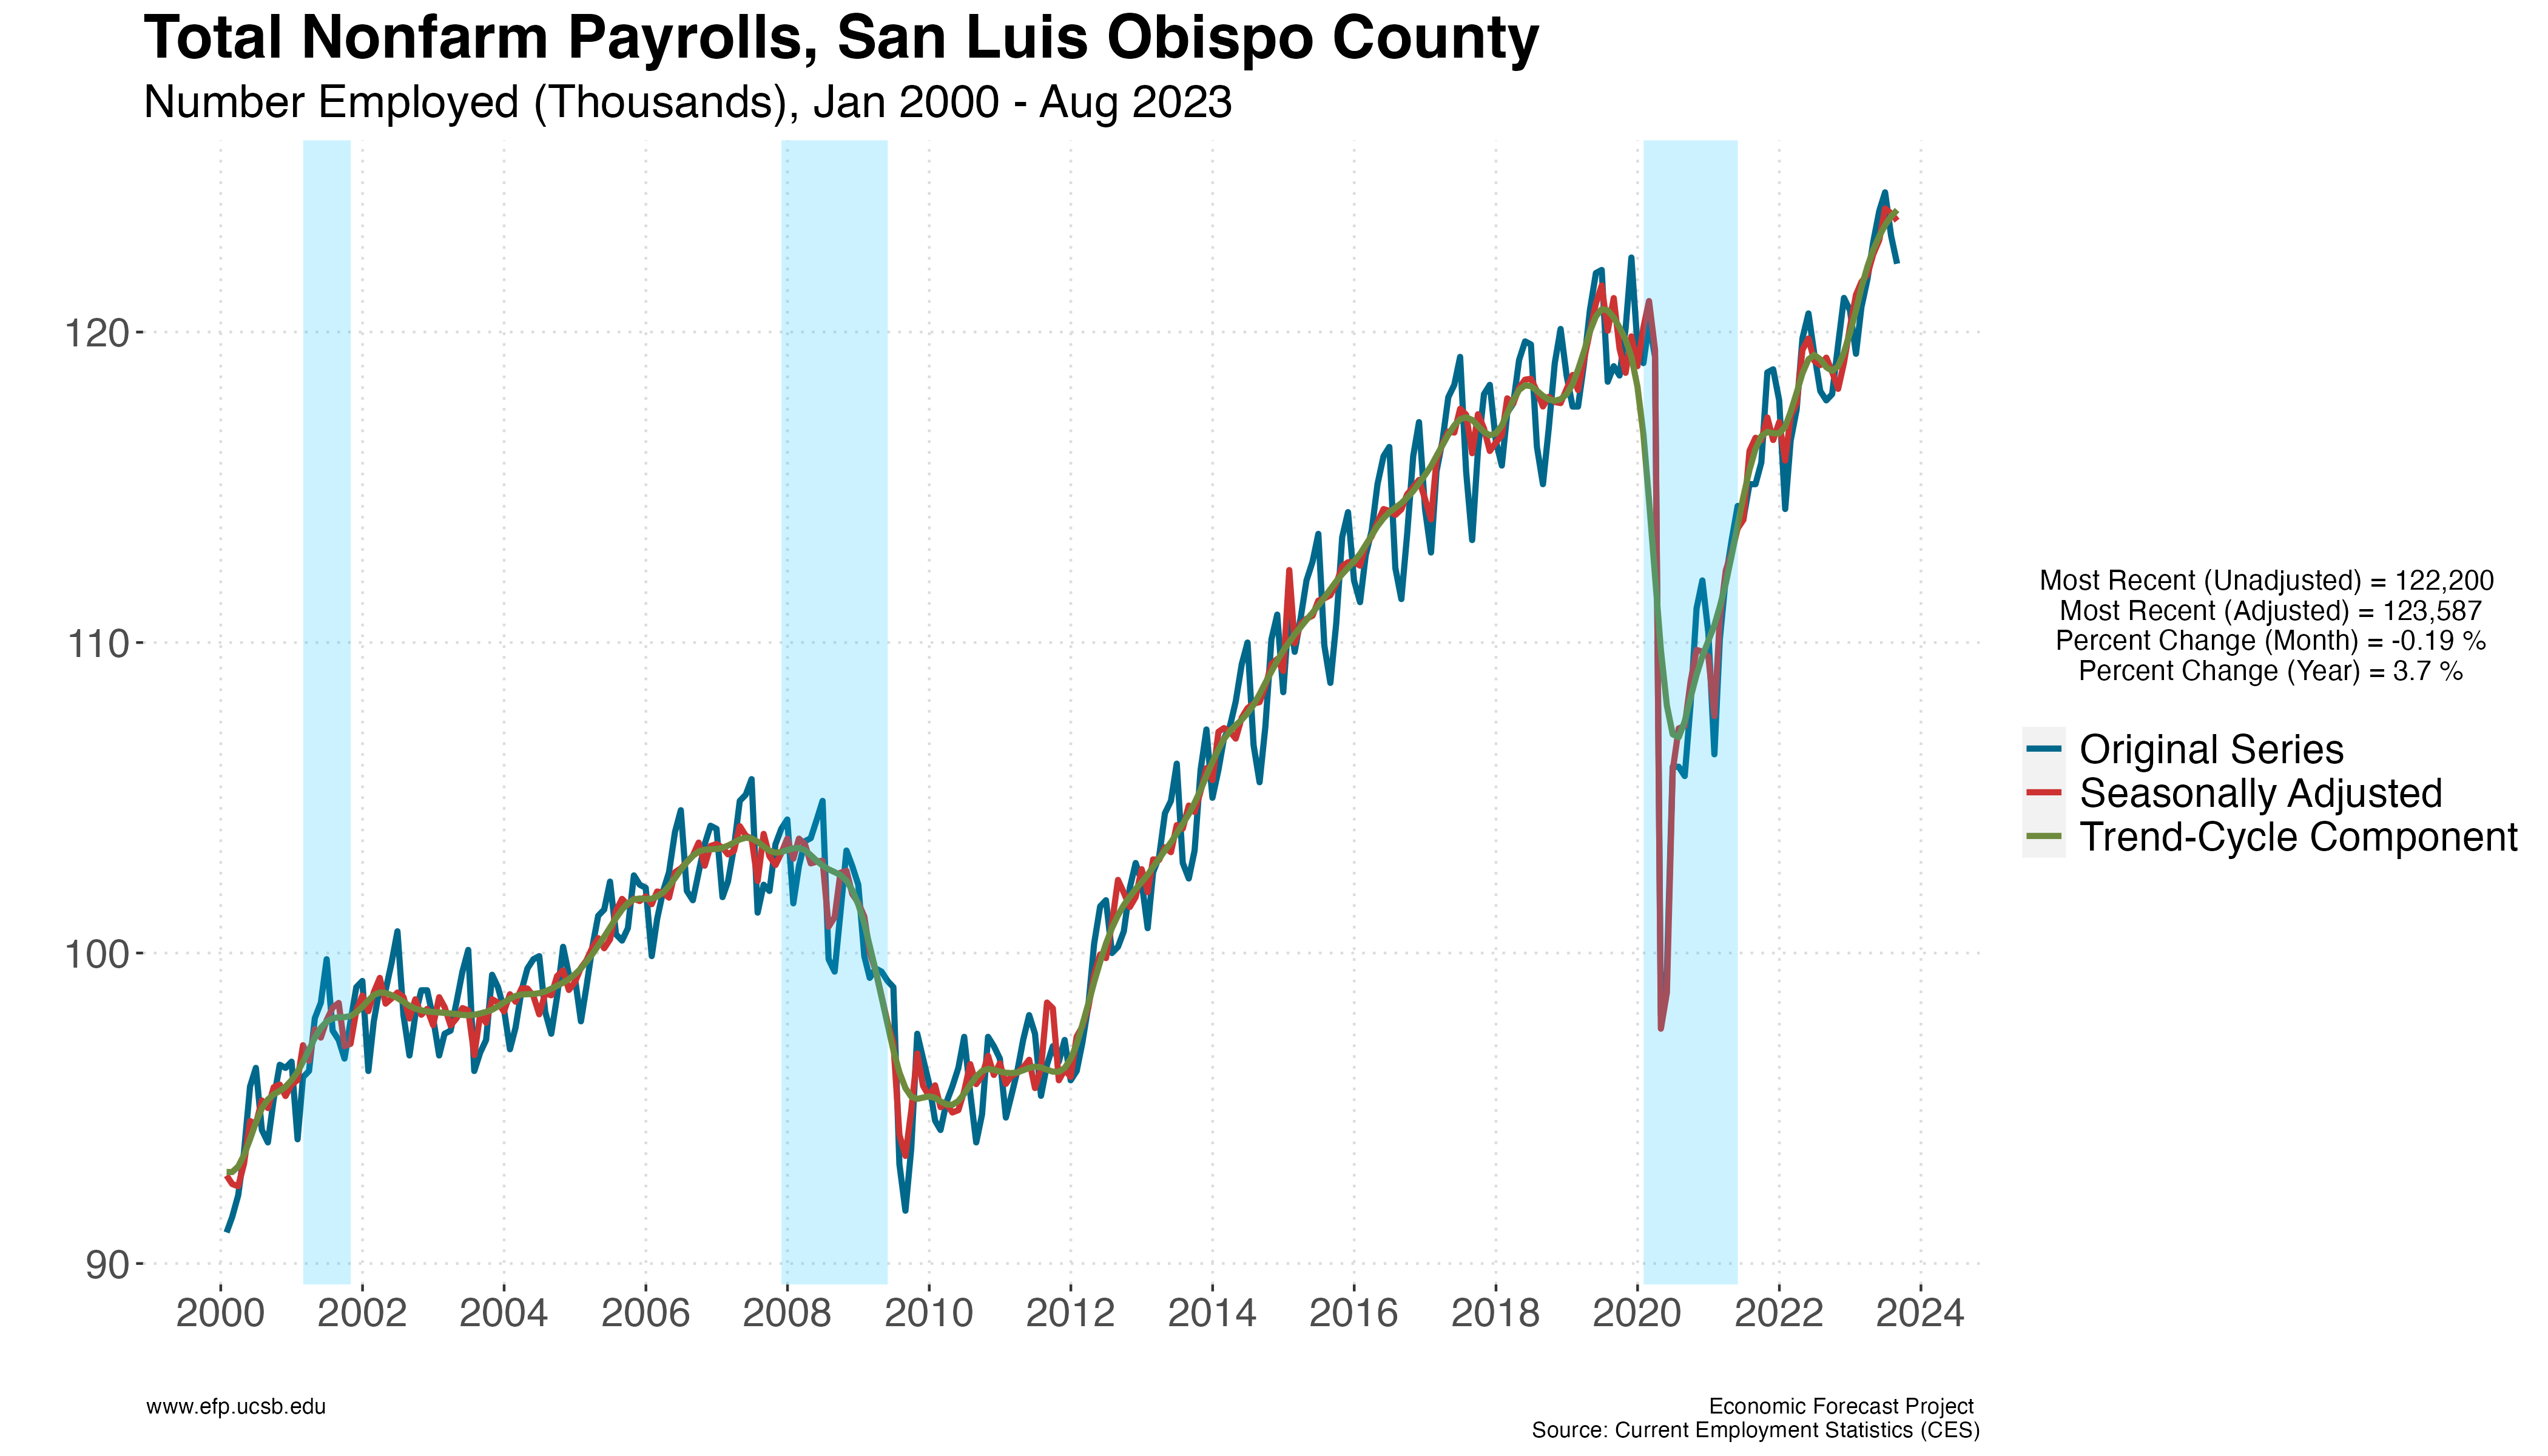 Total Nonfarm Payrolls, San Luis Obispo County
Number Employed (Thousands), Jan 2000 - Aug 2023
120
110
100
90
2000 2002 2004 2006 2008 2010 2012 2014 2016 2018 2020 2022 2024
Most Recent (Unadjusted) = 122,200
Most Recent (Adjusted) = 123,587
Percent Change (Month) = -0.19 %
Percent Change (Year) = 3.7 %
Original Series
Seasonally Adjusted
Trend-Cycle Component
www.efp.ucsb.edu
Economic Forecast Project
Source: Current Employment Statistics (CES)